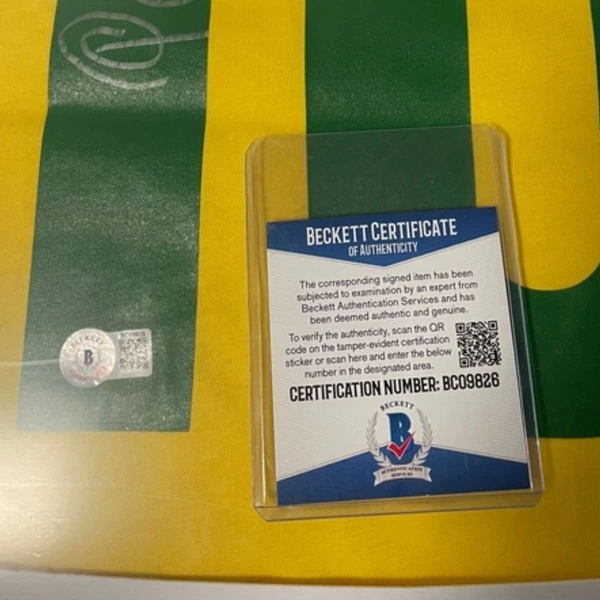 10
BECKETT CERTIFICATE
OF AUTHENTICITY
The corresponding signed item has been
subjected to examination by an expert from
Beckett Authentication Services and has
been deemed authentic and genuine.
To verify the authenticity, scan the QR
code on the tamper-evident certification
sticker or scan here and enter the below
number in the designated area.
CERTIFICATION NUMBER: BC09826
BECKETT
B
AUTHENTICATION
SERVICES
BECKETT
B